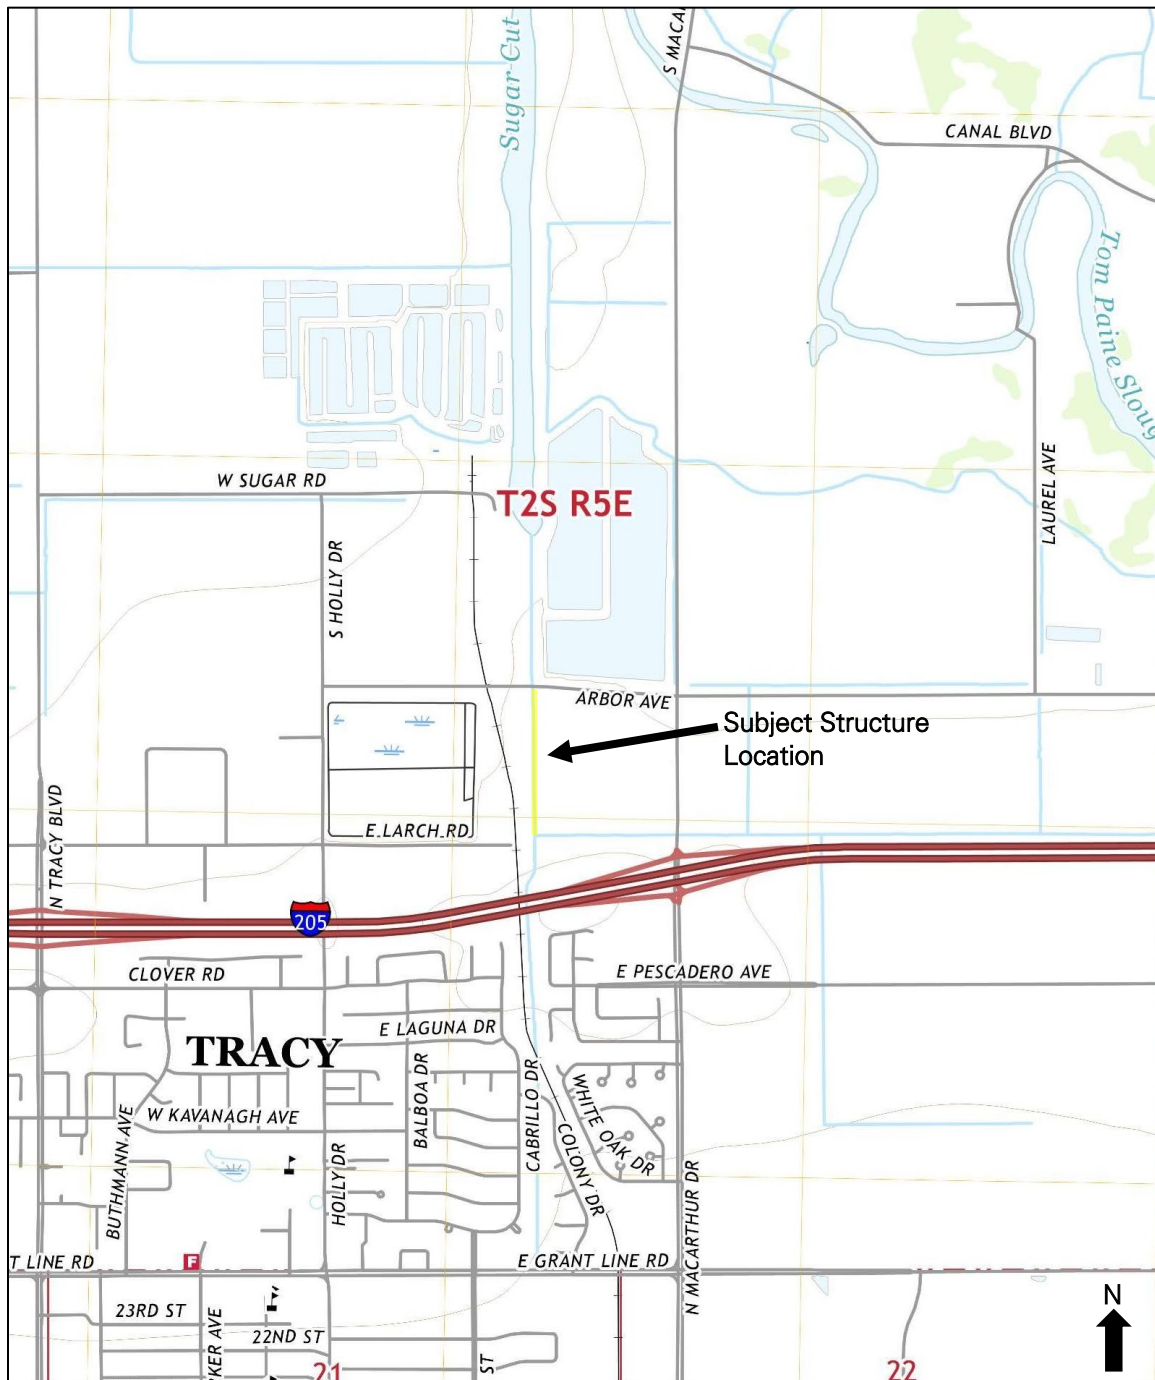 Sugar Cut
S MACA
CANAL BLVD
Tom Paine Sloug
W SUGAR RD
T2S R5E
LAUREL AVE
S HOLLY DR
ARBOR AVE
Subject Structure
Location
N TRACY BLVD
E LARCH RD
205
CLOVER RD
E PESCADERO AVE
E LAGUNA DR
TRACY
BALBOA DR
CABRILLO DR
WHITE OAK DR
W KAVANAGH AVE
BUTHMANN AVE
COLONY DR
HOLLY DR
N MACARTHUR DR
T LINE RD
F
E GRANT LINE RD
N
23RD ST
RKER AVE
22ND ST
ST
21
22